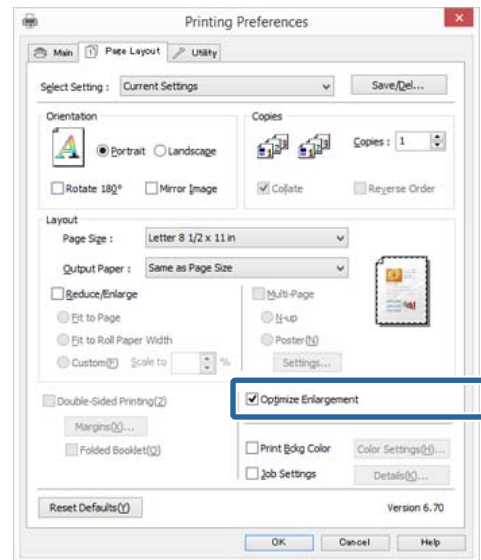 Printing Preferences
Main Page Layout Utility
Select Setting : Current Settings Save/Del...
Orientation
Portrait Landscape
Rotate 180° Mirror Image
Copies
Copies : 1
Collate Reverse Order
Layout
Page Size : Letter 8 1/2 x 11 in
Output Paper : Same as Page Size
Reduce/Enlarge
Fit to Page
Fit to Roll Paper Width
Custom(F) Scale to %
Multi-Page
N-up
Poster(N)
Settings...
Double-Sided Printing(2)
Margins(X)...
Folded Booklet(Q)
Optimize Enlargement
Print Bckg Color Color Settings(H)...
Job Settings Details(K)...
Reset Defaults(Y) Version 6.70
OK Cancel Help